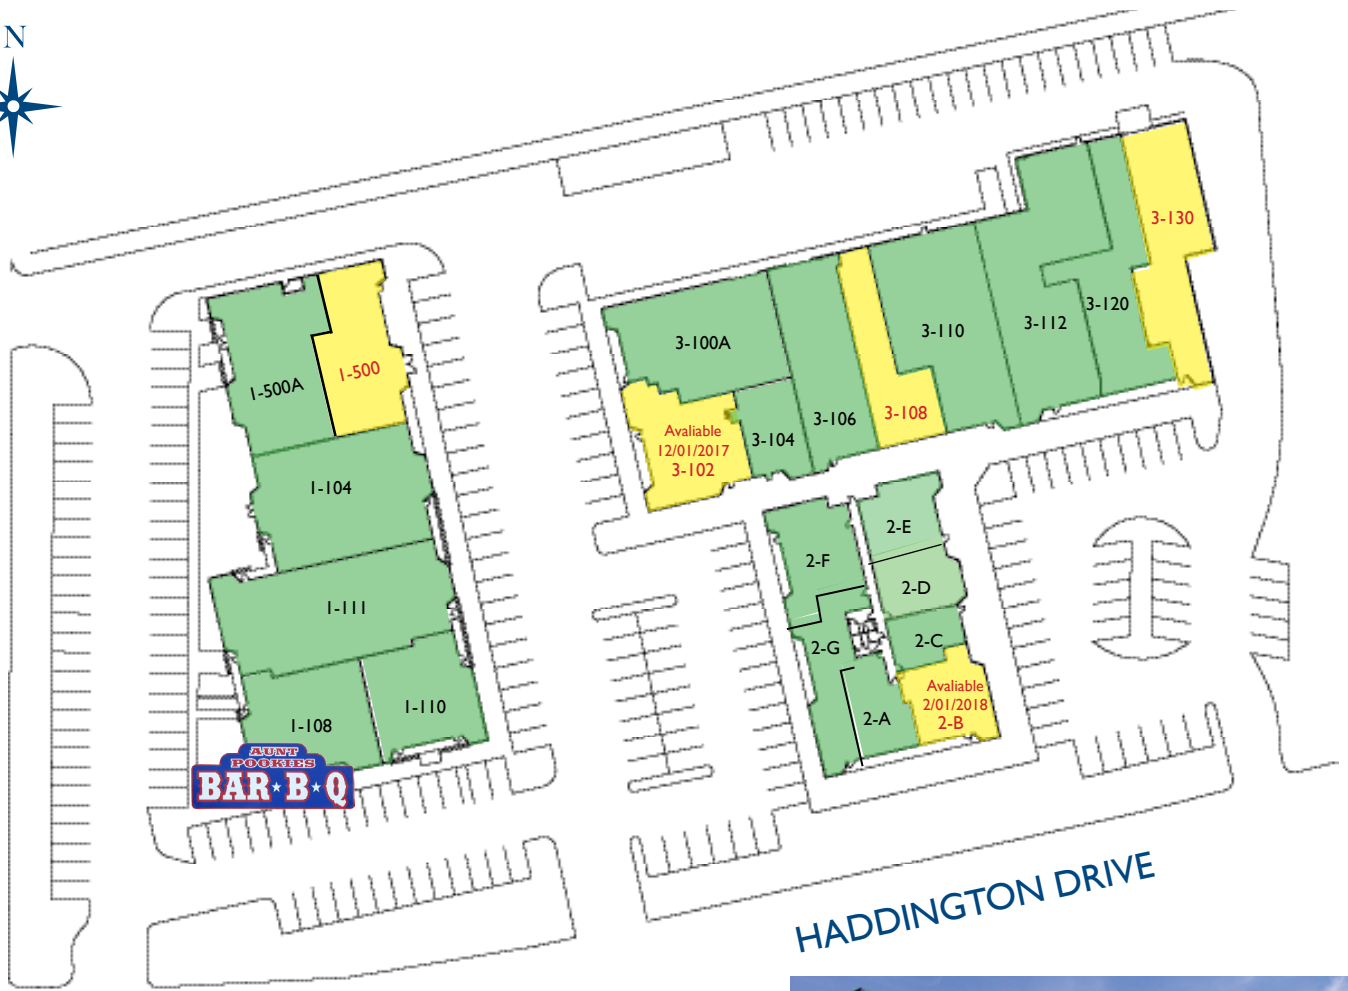 N
3-130
3-120
3-112
3-110
3-100A
3-108
3-106
3-104
Avaliable
12/01/2017
3-102
1-500
1-500A
1-104
1-111
1-110
1-108
AUNT
POOKIES
BAR★B★Q
2-E
2-F
2-D
2-C
2-G
Avaliable
2/01/2018
2-B
2-A
HADDINGTON DRIVE